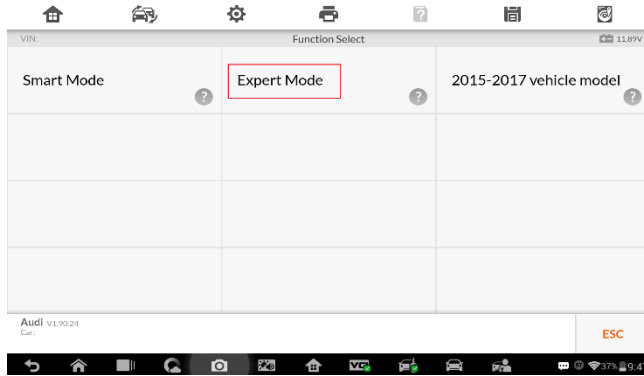 VIN:
Function Select
11.89V
Smart Mode
?
Expert Mode
?
2015-2017 vehicle model
?
Audi V1.90.24
Car:
ESC
VCI
37%